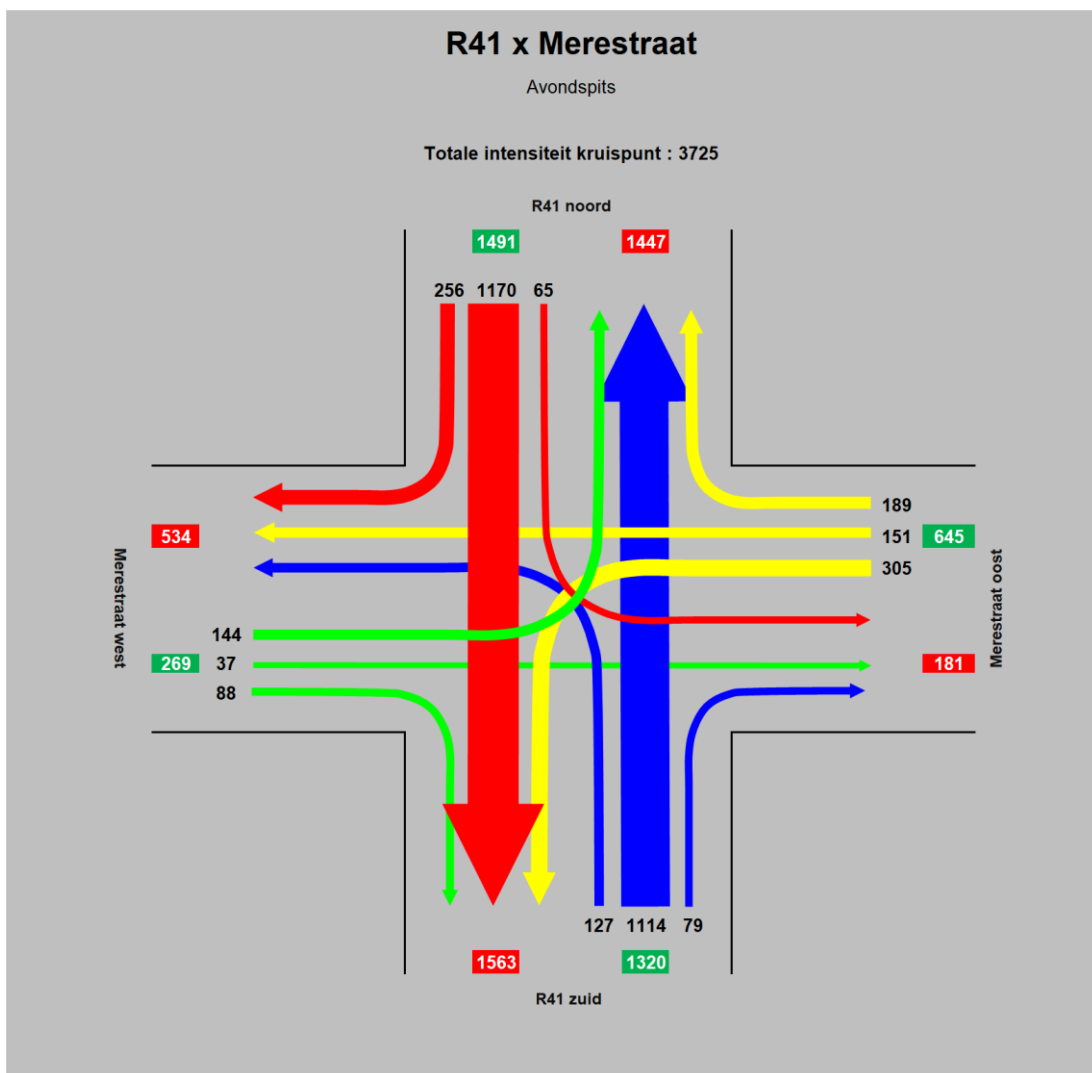 R41 x Merestraat
Avondspits
Totale intensiteit kruispunt : 3725
R41 noord
1491 1447
256 1170 65
189
534 151 645
305
Merestraat west
Merestraat oost
144
269 37 181
88
127 1114 79
1563 1320
R41 zuid